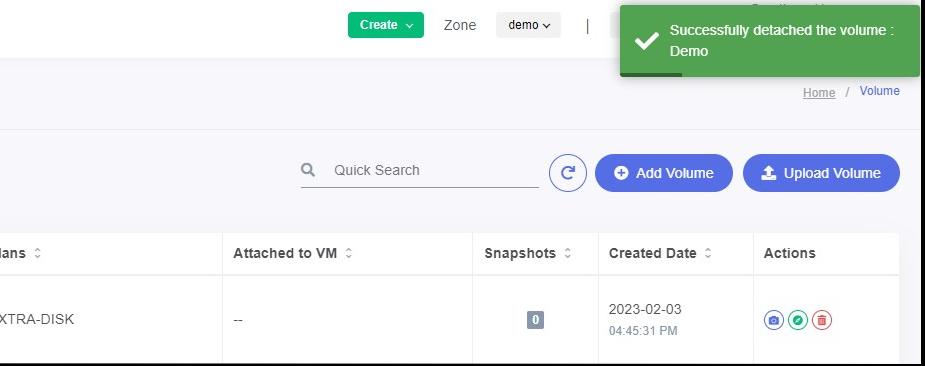 Create
Zone
demo
|
Successfully detached the volume :
Demo
Home / Volume
Quick Search
Add Volume
Upload Volume
Attached to VM
Snapshots
Created Date
Actions
XTRA-DISK
--
0
2023-02-03
04:45:31 PM